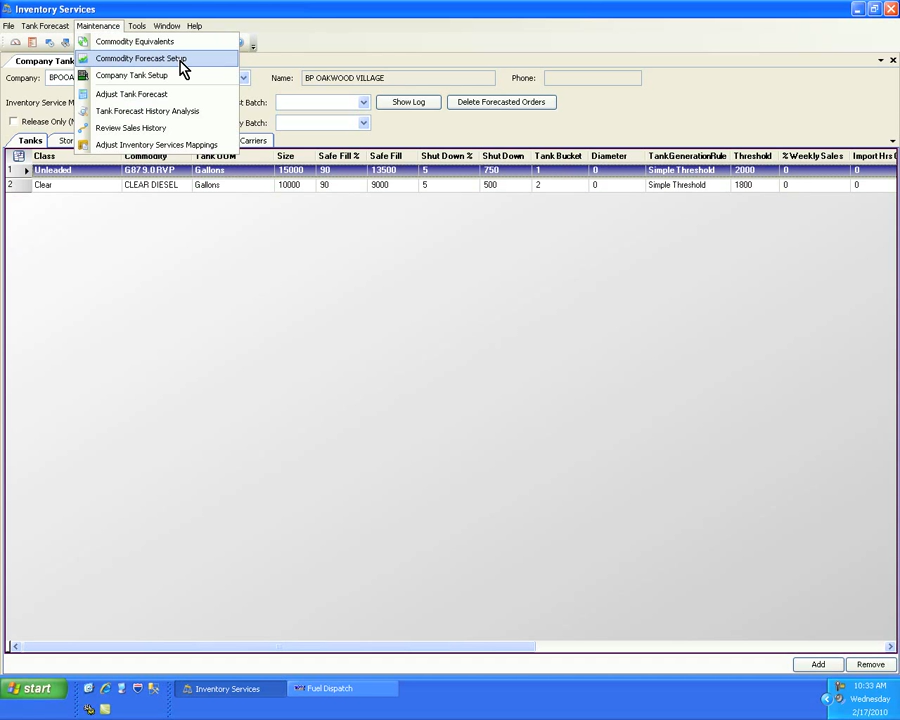 Inventory Services
File Tank Forecast Maintenance Tools Window Help
Commodity Equivalents
Commodity Forecast Setup
Company Tank Setup
Adjust Tank Forecast
Tank Forecast History Analysis
Review Sales History
Adjust Inventory Services Mappings
Company Tank
Company: Name: BP OAKWOOD VILLAGE Phone:
Inventory Service Batch: Show Log Delete Forecasted Orders
Release Only Batch:
Tanks Carriers
Class Commodity Tank UOM Size Safe Fill % Safe Fill Shut Down % Shut Down Tank Bucket Diameter TankGenerationRule Threshold % Weekly Sales Import Hrs
1 Unleaded G87 9.0 RVP Gallons 15000 90 13500 5 750 1 0 Simple Threshold 2000 0 0
2 Clear CLEAR DIESEL Gallons 10000 90 9000 5 500 2 0 Simple Threshold 1800 0 0
Add Remove
start Inventory Services Fuel Dispatch 10:33 AM
Wednesday
2/17/2010